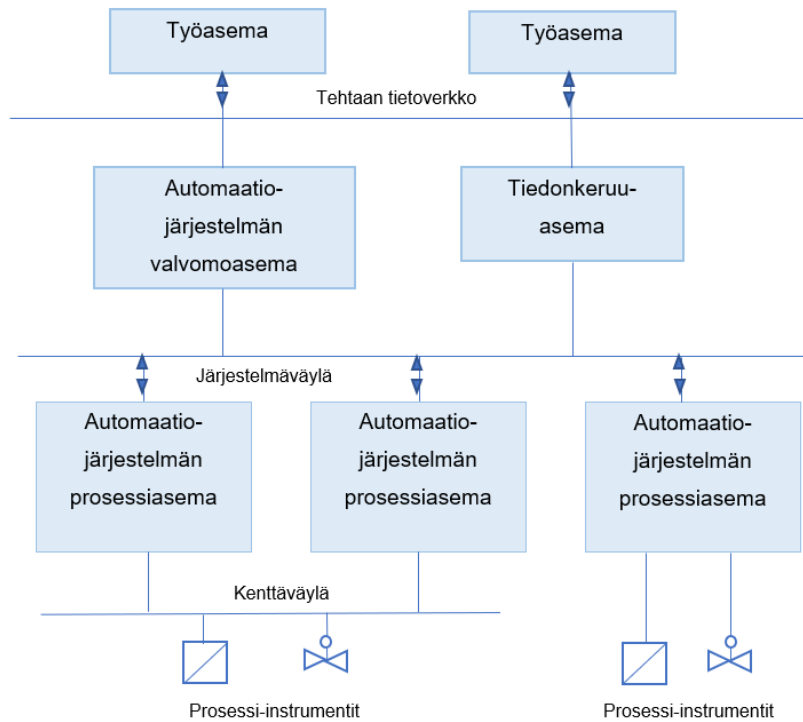 Työasema
Työasema
Tehtaan tietoverkko
Automaatio-
järjestelmän
valvomoasema
Tiedonkeruu-
asema
Järjestelmäväylä
Automaatio-
järjestelmän
prosessiasema
Automaatio-
järjestelmän
prosessiasema
Automaatio-
järjestelmän
prosessiasema
Kenttäväylä
Prosessi-instrumentit
Prosessi-instrumentit